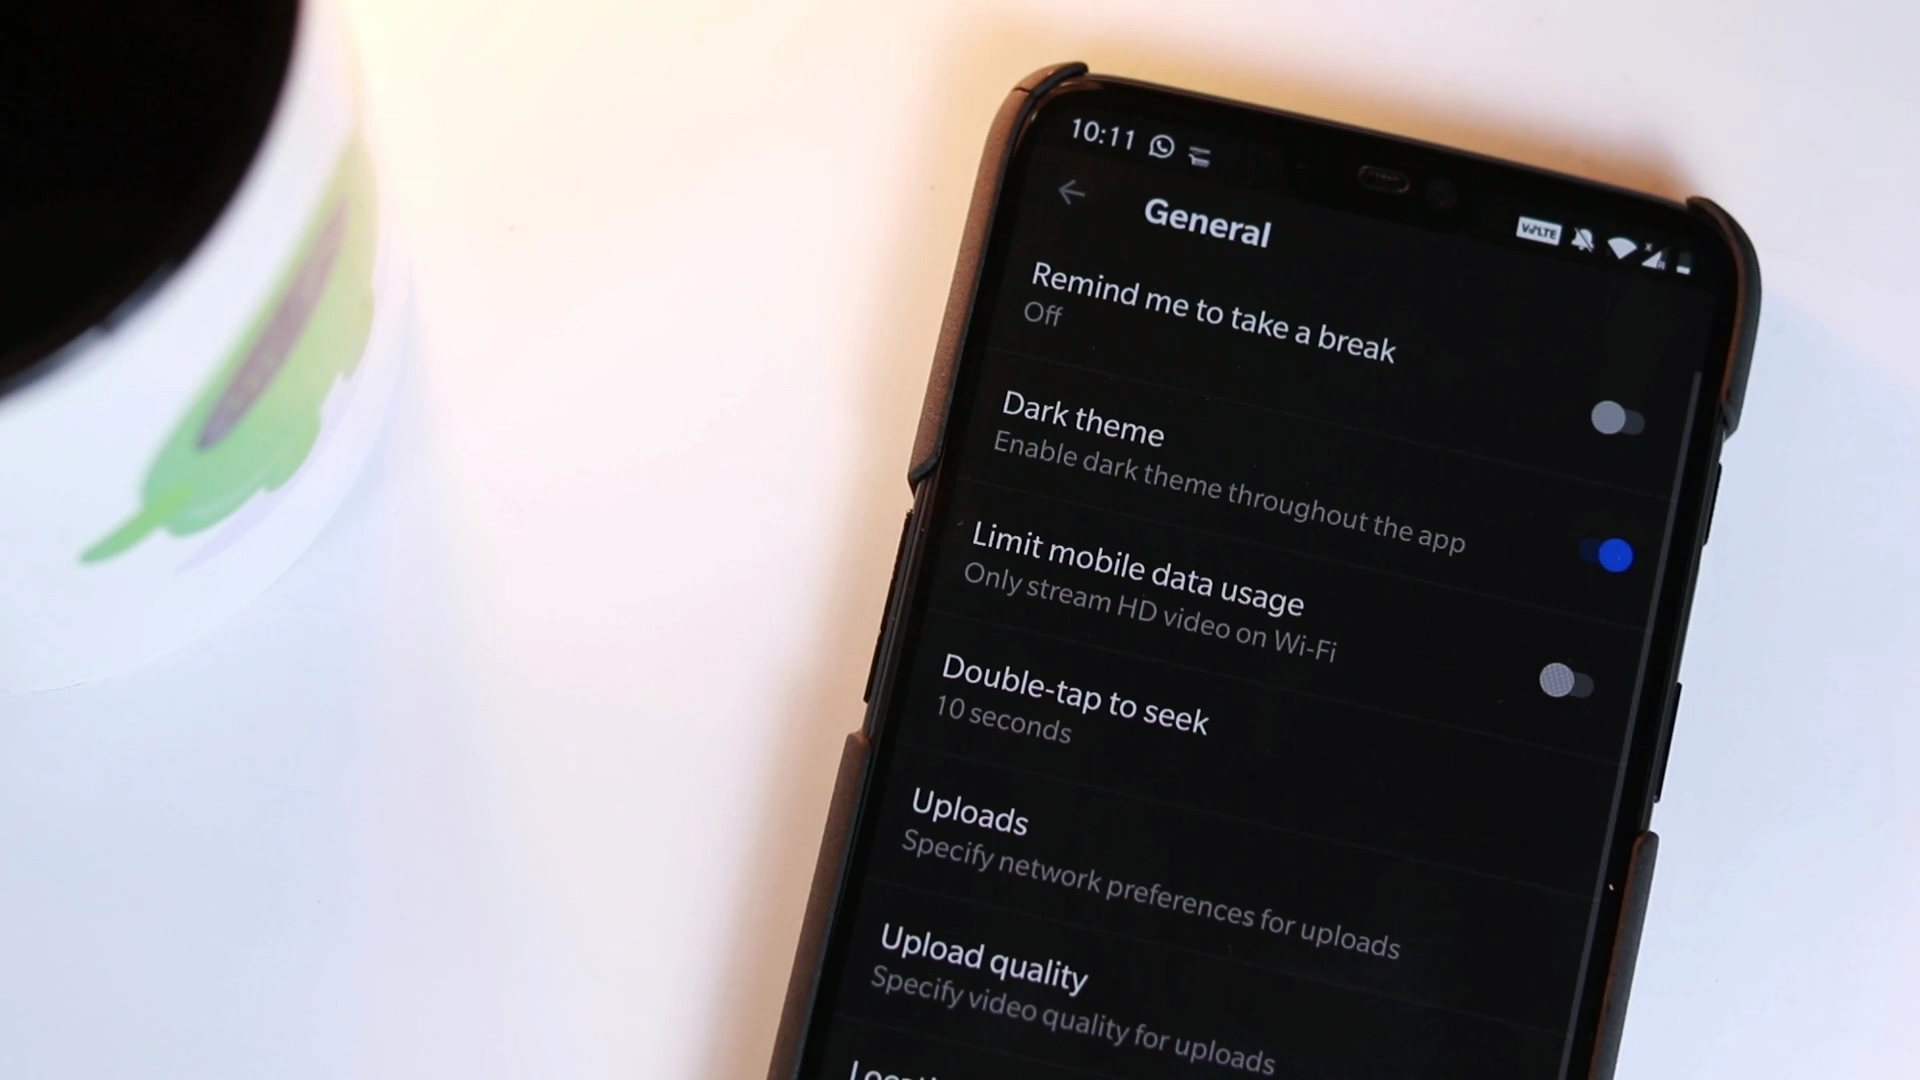 10:11
VoLTE
General
Remind me to take a break
Off
Dark theme
Enable dark theme throughout the app
Limit mobile data usage
Only stream HD video on Wi-Fi
Double-tap to seek
10 seconds
Uploads
Specify network preferences for uploads
Upload quality
Specify video quality for uploads